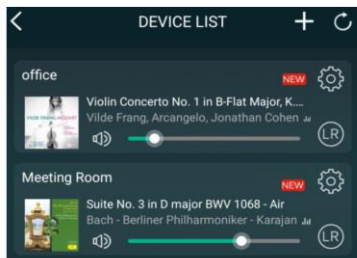 DEVICE LIST
office
NEW
Violin Concerto No. 1 in B-Flat Major, K....
Vilde Frang, Arcangelo, Jonathan Cohen
LR
Meeting Room
NEW
Suite No. 3 in D major BWV 1068 - Air
Bach - Berliner Philharmoniker - Karajan
LR